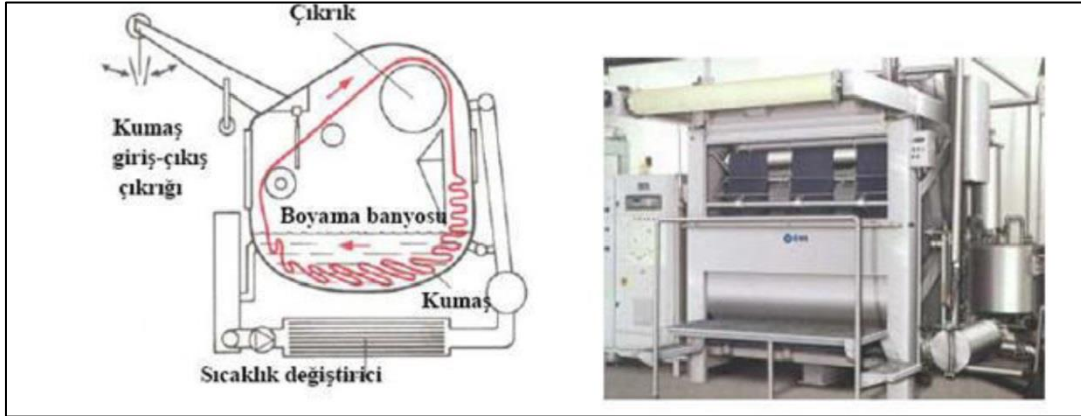 Çıkrık
Kumaş
giriş-çıkış
çıkrığı
Boyama banyosu
Kumaş
Sıcaklık değiştirici